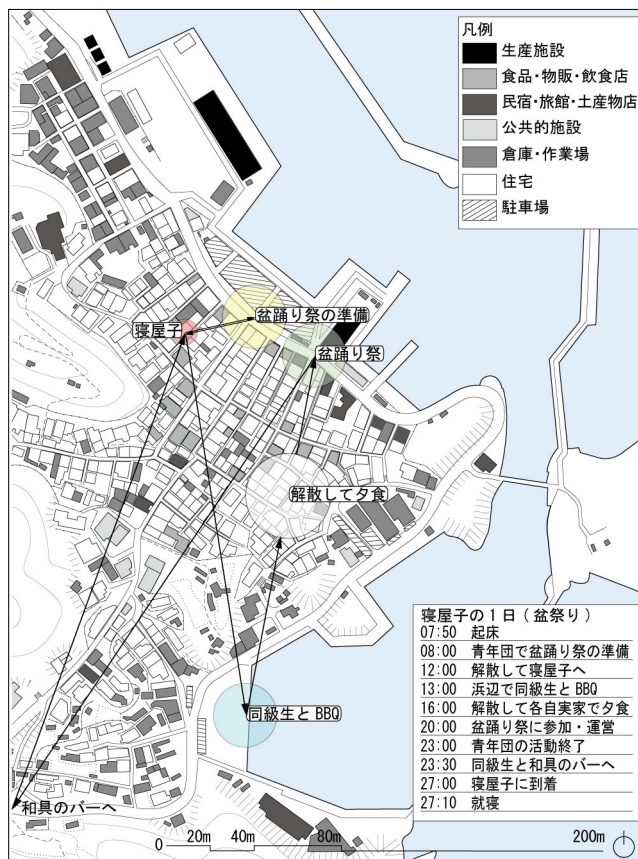 凡例
生産施設
食品・物販・飲食店
民宿・旅館・土産物店
公共的施設
倉庫・作業場
住宅
駐車場
盆踊り祭の準備
寝屋子
盆踊り祭
解散して夕食
同級生と BBQ
和具のバーへ
寝屋子の1日(盆祭り)
07:50 起床
08:00 青年団で盆踊り祭の準備
12:00 解散して寝屋子へ
13:00 浜辺で同級生と BBQ
16:00 解散して各自実家で夕食
20:00 盆踊り祭に参加・運営
23:00 青年団の活動終了
23:30 同級生と和具のバーへ
27:00 寝屋子に到着
27:10 就寝
0 20m 40m 80m 200m